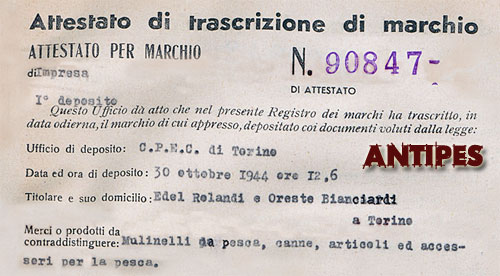 Attestato di trascrizione di marchio
ATTESTATO PER MARCHIO
N. 90847-
di Impresa
DI ATTESTATO
I° deposito
Questo Ufficio dà atto che nel presente Registro dei marchi ha trascritto, in
data odierna, il marchio di cui appresso, depositato coi documenti voluti dalla legge:
Ufficio di deposito: C.P.E.C. di Torino
ANTIPES
Data ed ora di deposito: 30 ottobre 1944 ore 12,6
Titolare e suo domicilio: Edel Rolandi e Oreste Bianciardi
a Torino
Merci o prodotti da
contraddistinguere: Mulinelli da pesca, canne, articoli ed acces-
sori per la pesca.